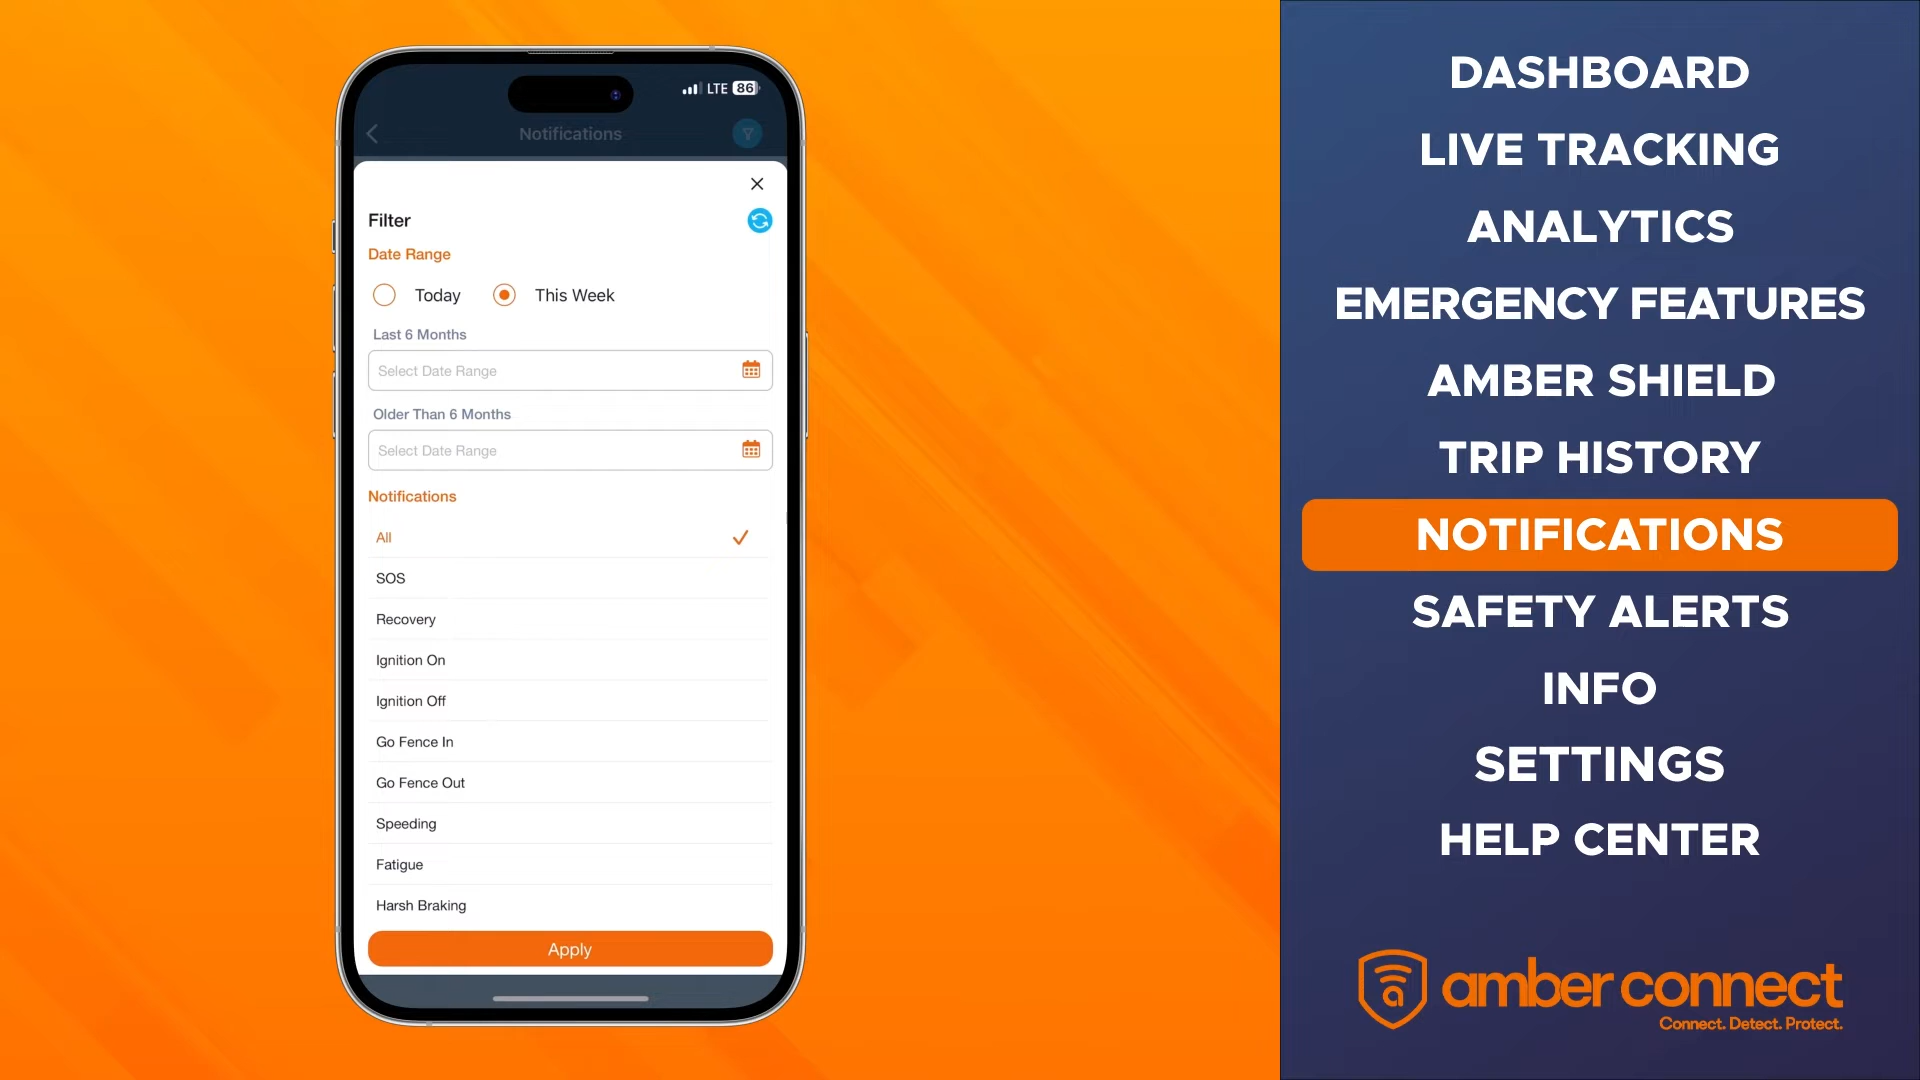 LTE 86
Notifications
Filter
Date Range
Today
This Week
Last 6 Months
Select Date Range
Older Than 6 Months
Select Date Range
Notifications
All
SOS
Recovery
Ignition On
Ignition Off
Go Fence In
Go Fence Out
Speeding
Fatigue
Harsh Braking
Apply
DASHBOARD
LIVE TRACKING
ANALYTICS
EMERGENCY FEATURES
AMBER SHIELD
TRIP HISTORY
NOTIFICATIONS
SAFETY ALERTS
INFO
SETTINGS
HELP CENTER
amber connect
Connect. Detect. Protect.